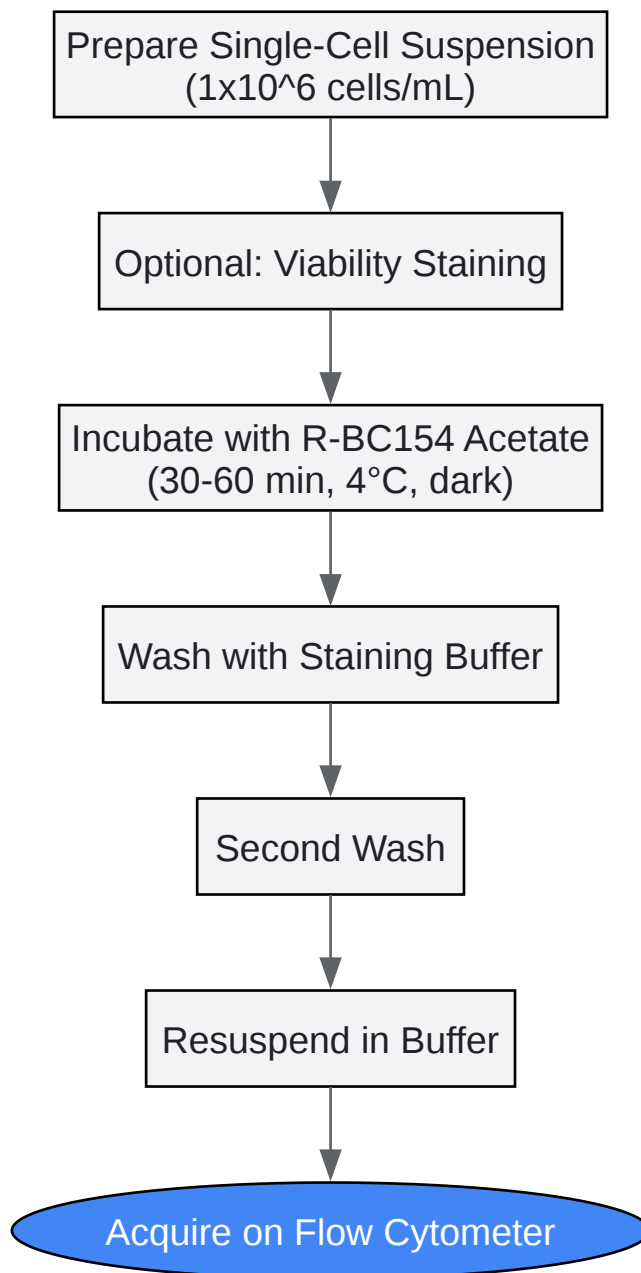 Prepare Single-Cell Suspension
(1x10^6 cells/mL)
Optional: Viability Staining
Incubate with R-BC154 Acetate
(30-60 min, 4°C, dark)
Wash with Staining Buffer
Second Wash
Resuspend in Buffer
Acquire on Flow Cytometer